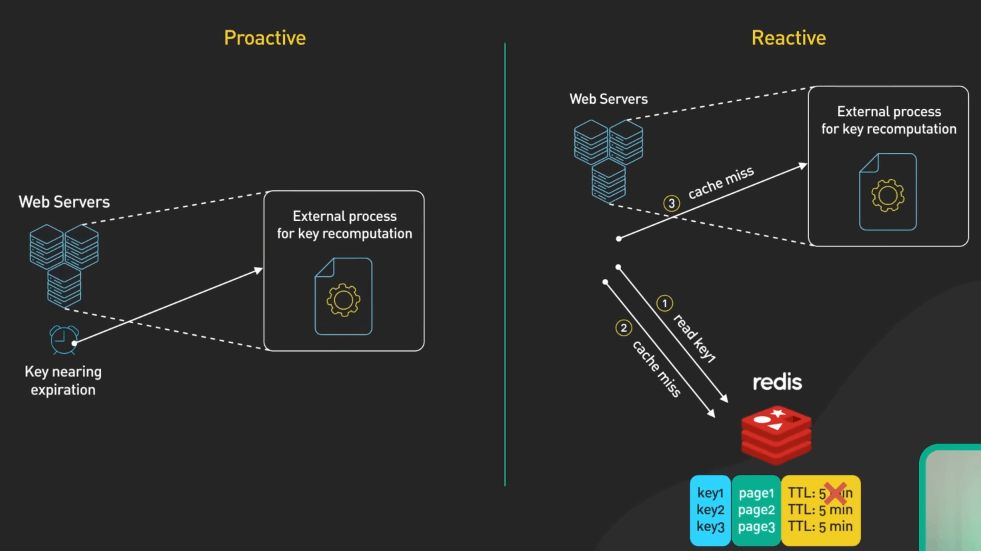 Proactive
Web Servers
External process
for key recomputation
Key nearing
expiration
Reactive
Web Servers
External process
for key recomputation
3 cache miss
1 read key1
2 cache miss
redis
key1 page1 TTL: 5 min
key2 page2 TTL: 5 min
key3 page3 TTL: 5 min